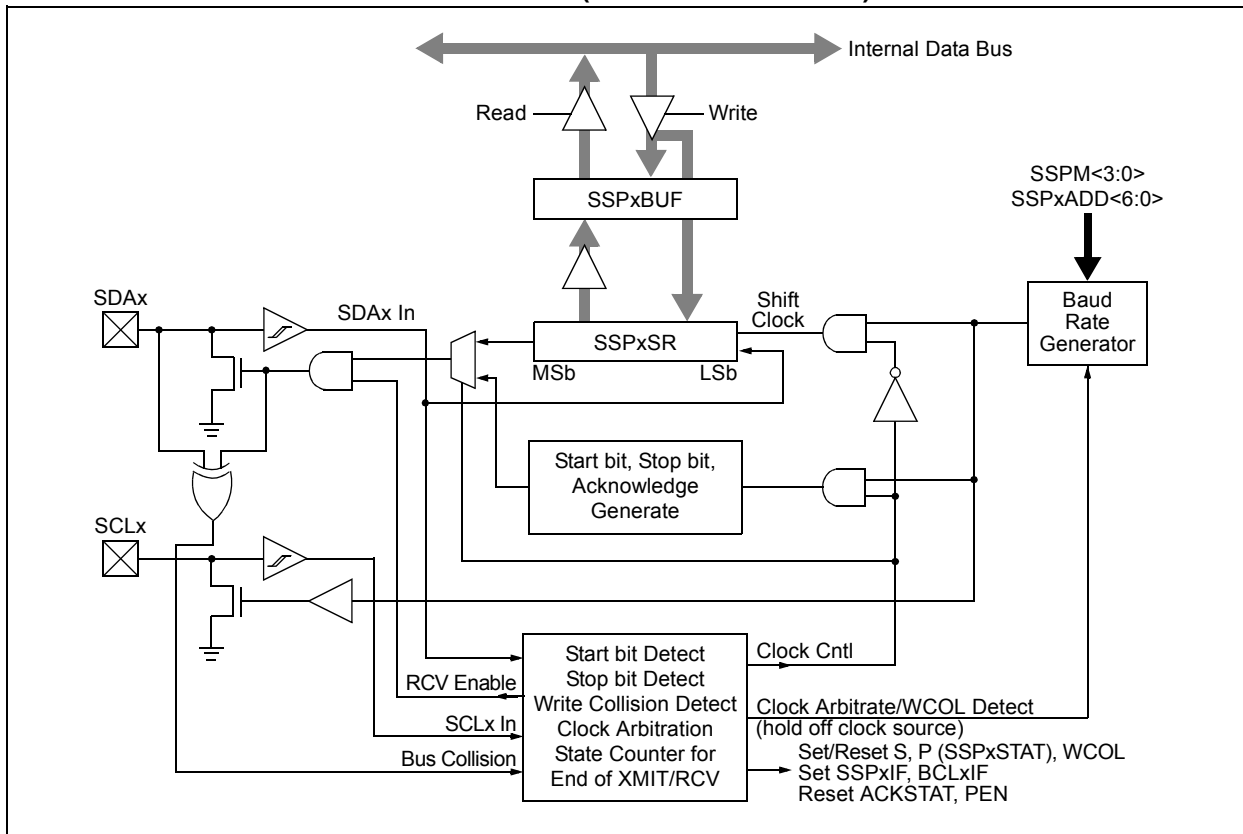 Internal Data Bus
Read
Write
SSPM<3:0>
SSPxADD<6:0>
SSPxBUF
SDAx
SDAx In
Shift
Clock
Baud
Rate
Generator
SSPxSR
MSb
LSb
Start bit, Stop bit,
Acknowledge
Generate
SCLx
Start bit Detect
Stop bit Detect
Write Collision Detect
Clock Arbitration
State Counter for
End of XMIT/RCV
RCV Enable
SCLx In
Bus Collision
Clock Cntl
Clock Arbitrate/WCOL Detect
(hold off clock source)
Set/Reset S, P (SSPxSTAT), WCOL
Set SSPxIF, BCLxIF
Reset ACKSTAT, PEN